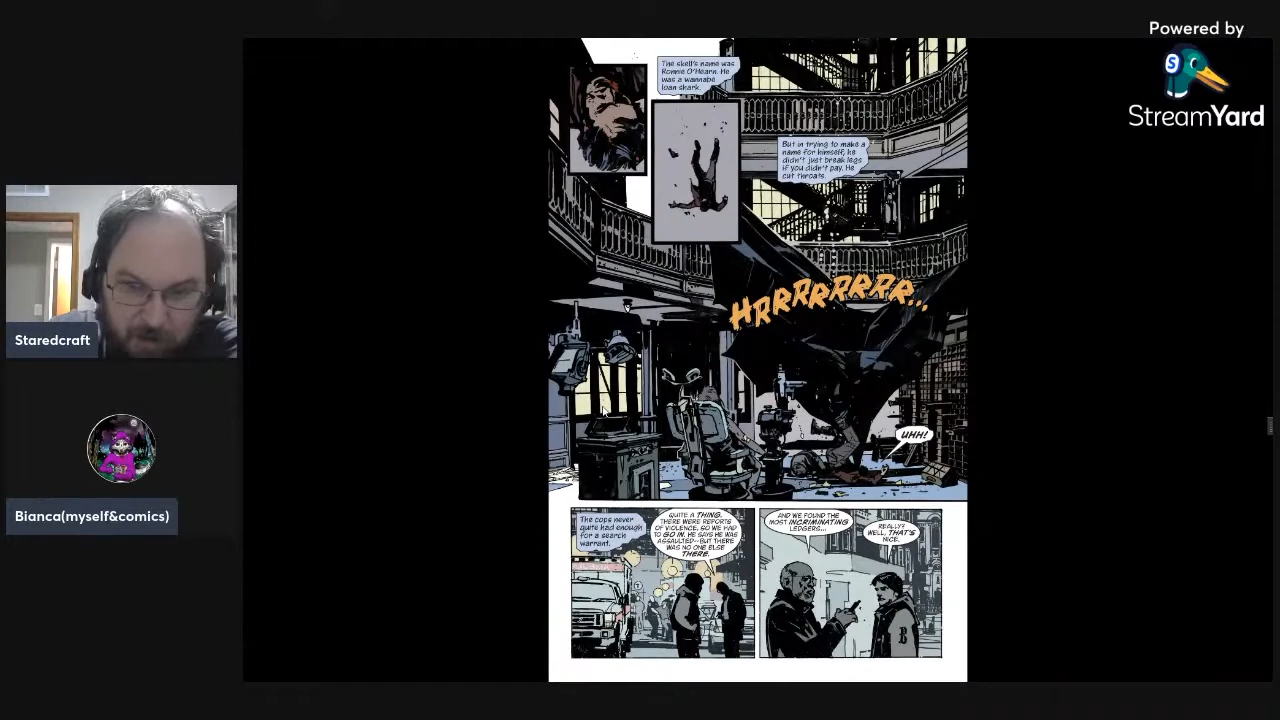 Powered by
StreamYard
The skell's name was
Ronnie O'Hearn. He
was a wannabe
loan shark.
But in trying to make a
name for himself, he
didn't just break legs
if you didn't pay. He
cut throats.
HRRRRRRRR...
UHH!
Staredcraft
Bianca(myself&comics)
The cops never
quite had enough
for a search
warrant.
QUITE A THING.
THERE WERE REPORTS
OF VIOLENCE, SO WE HAD
TO GO IN. HE SAYS HE WAS
ASSAULTED--BUT THERE
WAS NO ONE ELSE
THERE.
AND WE FOUND THE
MOST INCRIMINATING
LEDGERS...
REALLY?
WELL, THAT'S
NICE.
B